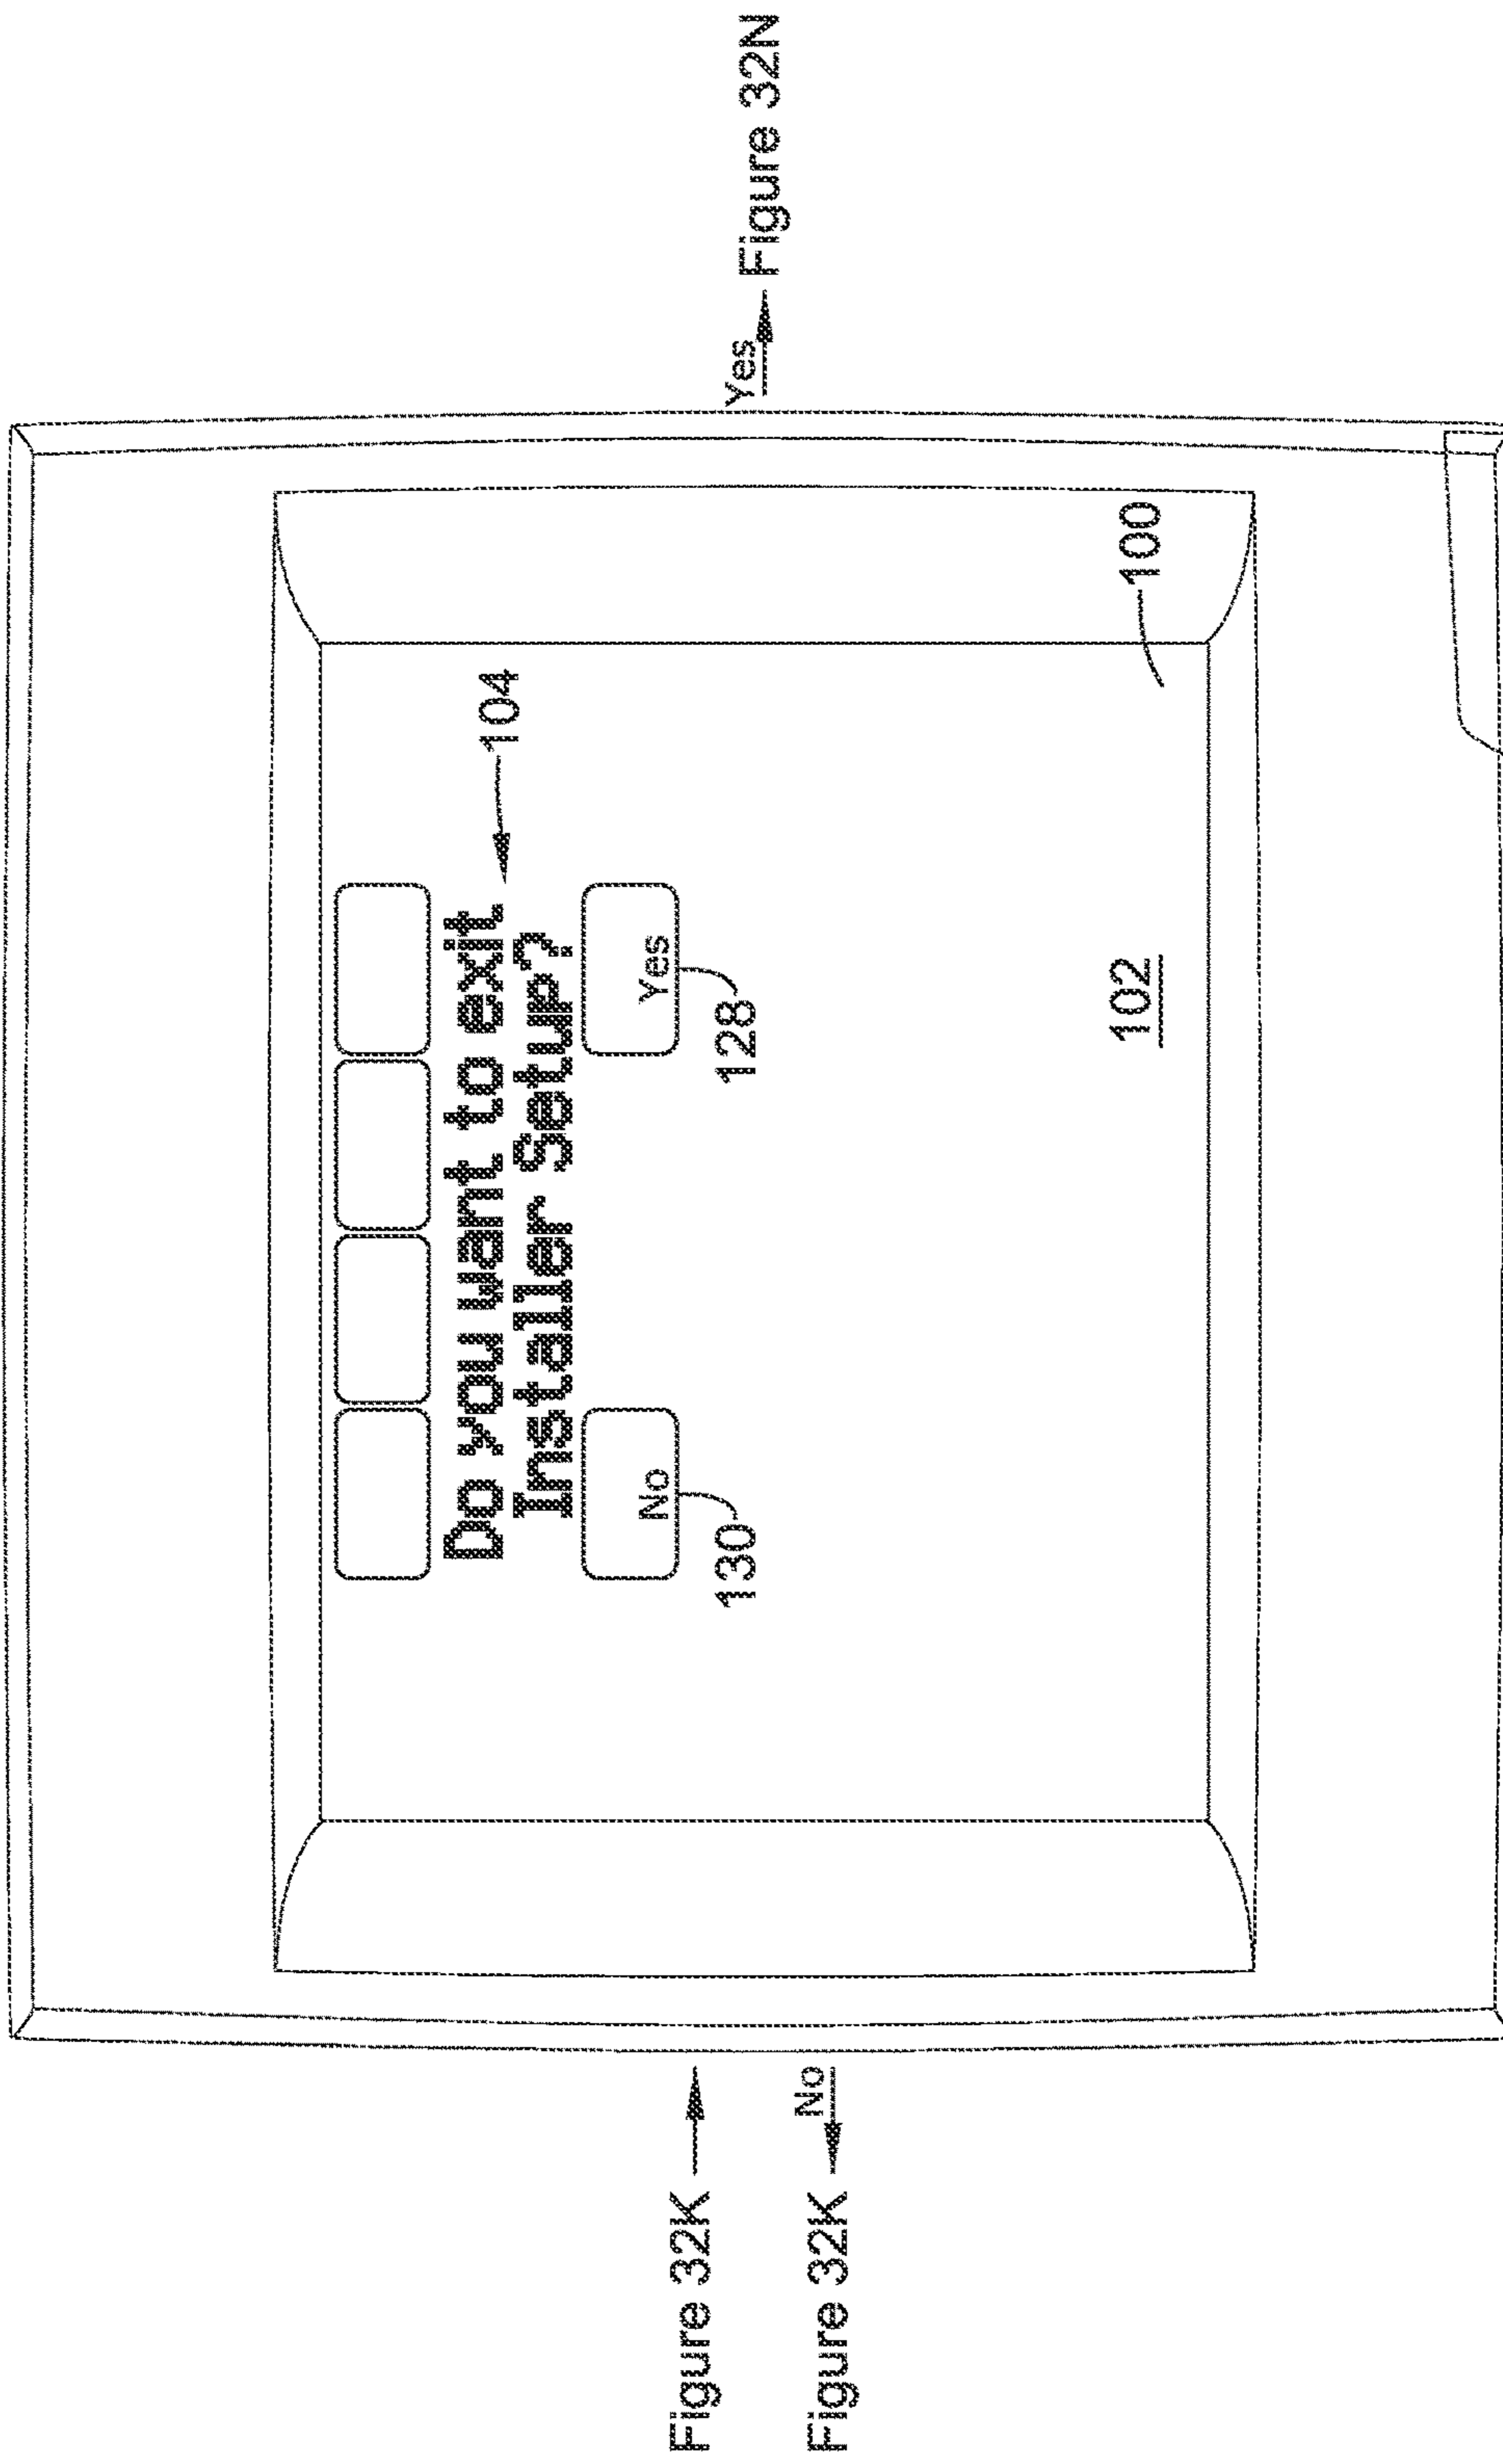 Do you want to exit
Installer Setup?
104
No
Yes
130
128
Figure 32K
No
Figure 32K
Yes
Figure 32N
102
100